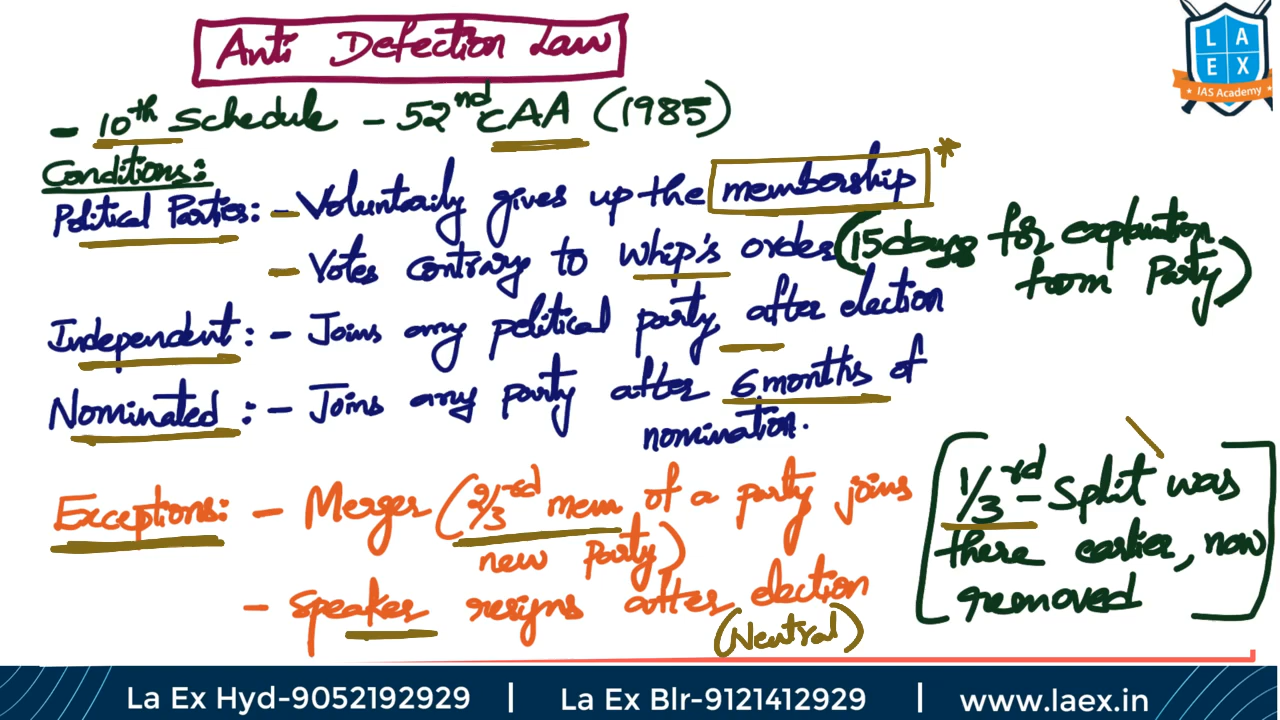 Anti Defection Law
LA
EX
IAS Academy
- 10th Schedule - 52nd CAA (1985)
Conditions:
Political Parties: - Voluntarily gives up the membership *
- Votes contrary to whip's order (15days for explanation from Party)
Independent: - Joins any political party after election
Nominated: - Joins any party after 6 months of
nomination.
Exceptions: - Merger (2/3rd mem of a party joins
new party)
- Speaker resigns after election
(Neutral)
[1/3rd - Split was
there earlier, now
removed]
La Ex Hyd-9052192929 | La Ex Blr-9121412929 | www.laex.in